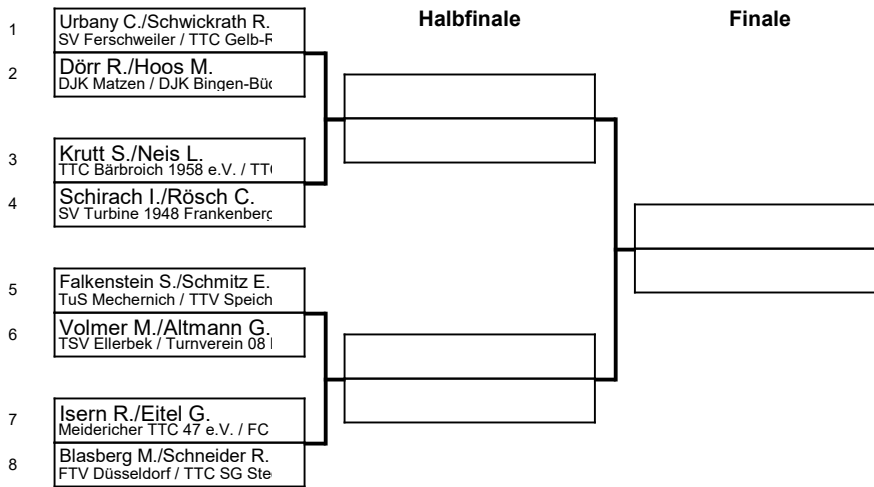 Halbfinale Finale
1 Urbany C./Schwickrath R.
SV Ferschweiler / TTC Gelb-R
2 Dörr R./Hoos M.
DJK Matzen / DJK Bingen-Büc
3 Krutt S./Neis L.
TTC Bärbroich 1958 e.V. / TTC
4 Schirach I./Rösch C.
SV Turbine 1948 Frankenberg
5 Falkenstein S./Schmitz E.
TuS Mechernich / TTV Speich
6 Volmer M./Altmann G.
TSV Ellerbek / Turnverein 08
7 Isern R./Eitel G.
Meidericher TTC 47 e.V. / FC
8 Blasberg M./Schneider R.
FTV Düsseldorf / TTC SG Ste